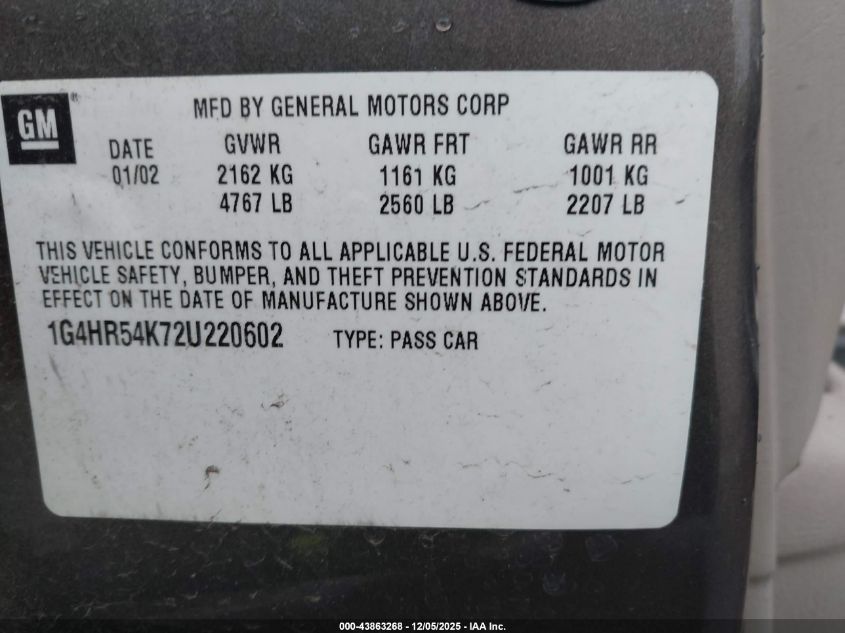 GM
MFD BY GENERAL MOTORS CORP
DATE GVWR GAWR FRT GAWR RR
01/02 2162 KG 1161 KG 1001 KG
4767 LB 2560 LB 2207 LB
THIS VEHICLE CONFORMS TO ALL APPLICABLE U.S. FEDERAL MOTOR
VEHICLE SAFETY, BUMPER, AND THEFT PREVENTION STANDARDS IN
EFFECT ON THE DATE OF MANUFACTURE SHOWN ABOVE.
1G4HR54K72U220602 TYPE: PASS CAR
000-43863268 - 12/05/2025 - IAA Inc.